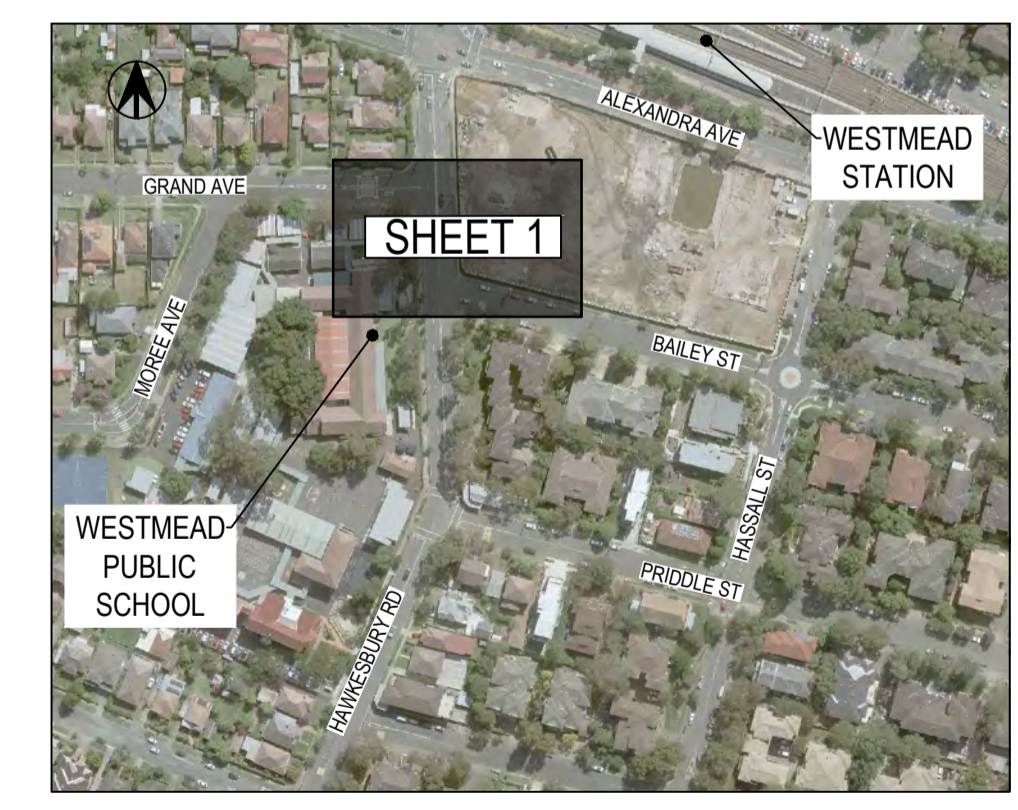 ALEXANDRA AVE
WESTMEAD
STATION
GRAND AVE
SHEET 1
MOREE AVE
BAILEY ST
HASSALL ST
WESTMEAD
PUBLIC
SCHOOL
PRIDDLE ST
HAWKESBURY RD